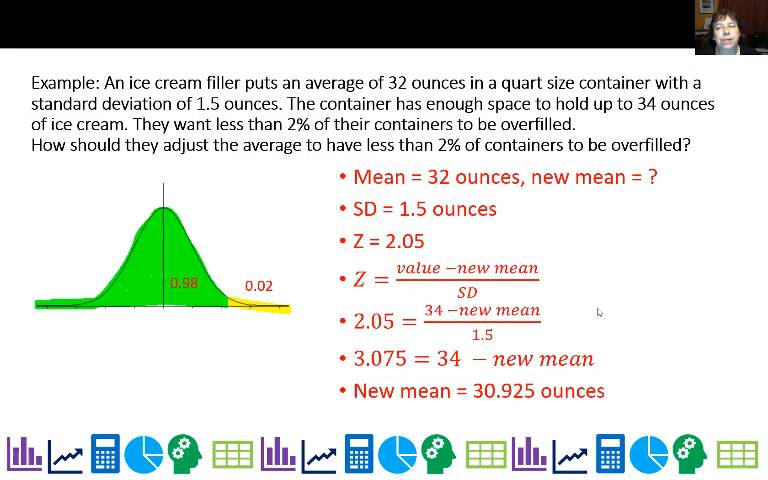 Example: An ice cream filler puts an average of 32 ounces in a quart size container with a
standard deviation of 1.5 ounces. The container has enough space to hold up to 34 ounces
of ice cream. They want less than 2% of their containers to be overfilled.
How should they adjust the average to have less than 2% of containers to be overfilled?
• Mean = 32 ounces, new mean = ?
• SD = 1.5 ounces
• Z = 2.05
• Z = (value −new mean)/SD
• 2.05 = (34 −new mean)/1.5
• 3.075 = 34 − new mean
• New mean = 30.925 ounces
0.98
0.02